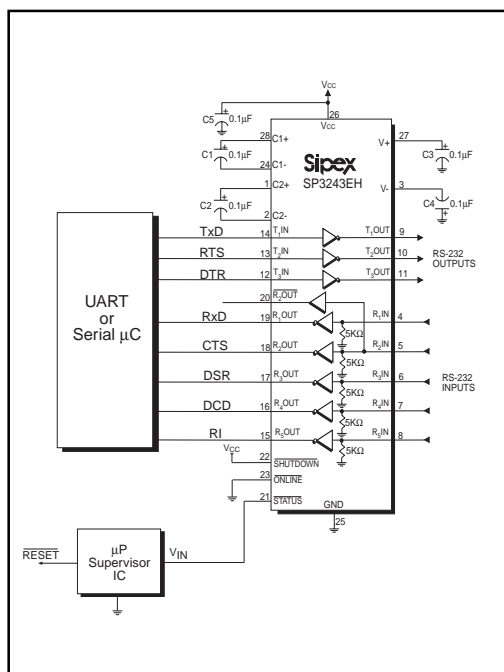 VCC
C5
+
0.1µF
26
VCC
28
C1+
C1
+
0.1µF
24
C1-
1
C2+
C2
+
0.1µF
2
C2-
Sipex
SP3243EH
V+
27
C3
+
0.1µF
V-
3
C4
0.1µF
+
UART
or
Serial µC
TxD
14
T1IN
T1OUT
9
RTS
13
T2IN
T2OUT
10
DTR
12
T3IN
T3OUT
11
RS-232
OUTPUTS
20
R2OUT
RxD
19
R1OUT
R1IN
4
5KΩ
CTS
18
R2OUT
R2IN
5
5KΩ
DSR
17
R3OUT
R3IN
6
5KΩ
RS-232
INPUTS
DCD
16
R4OUT
R4IN
7
5KΩ
RI
15
R5OUT
R5IN
8
5KΩ
VCC
22
SHUTDOWN
23
ONLINE
21
STATUS
GND
25
RESET
µP
Supervisor
IC
VIN